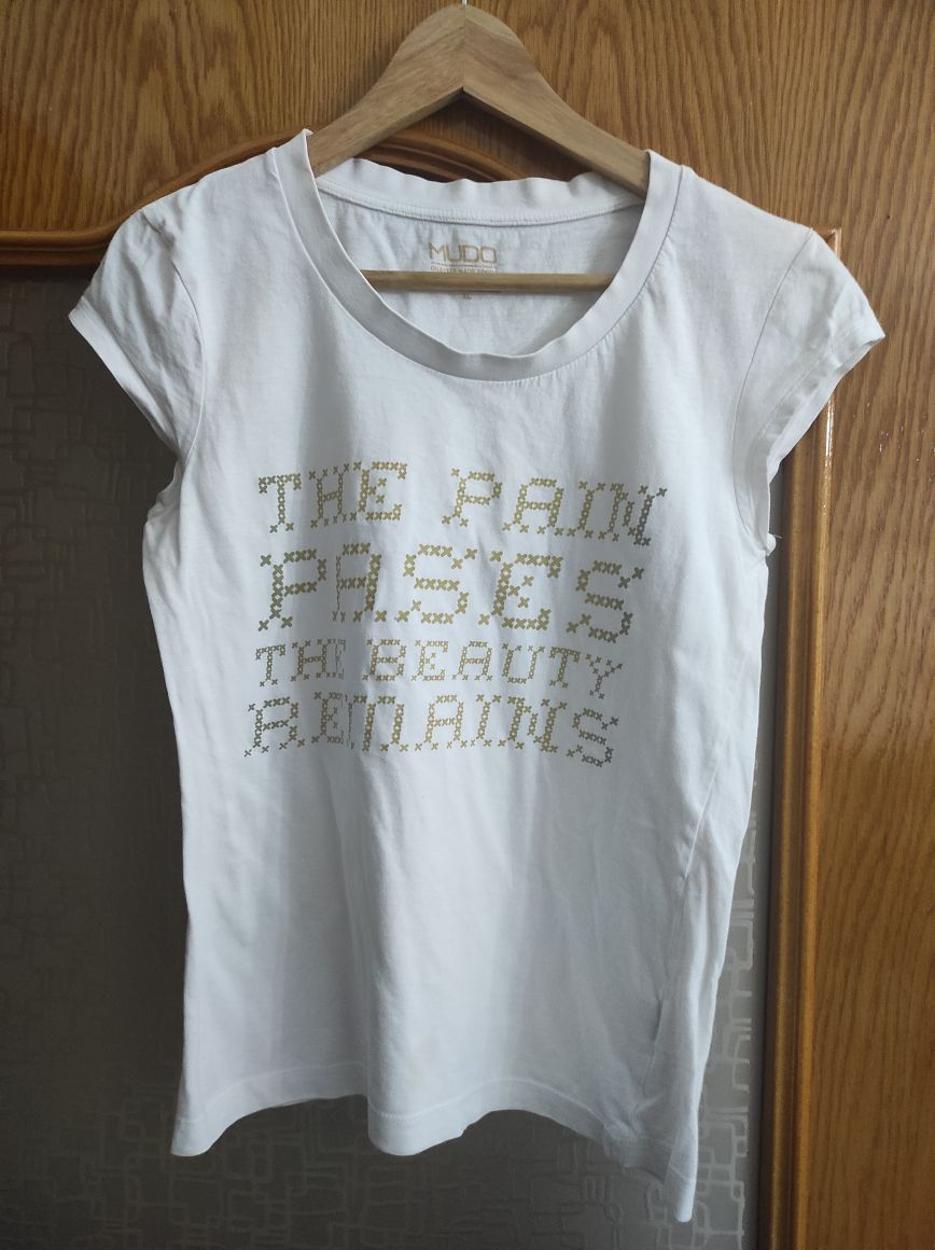 MUDO
THE PAIN
PASES
THE BEAUTY
REMAINS